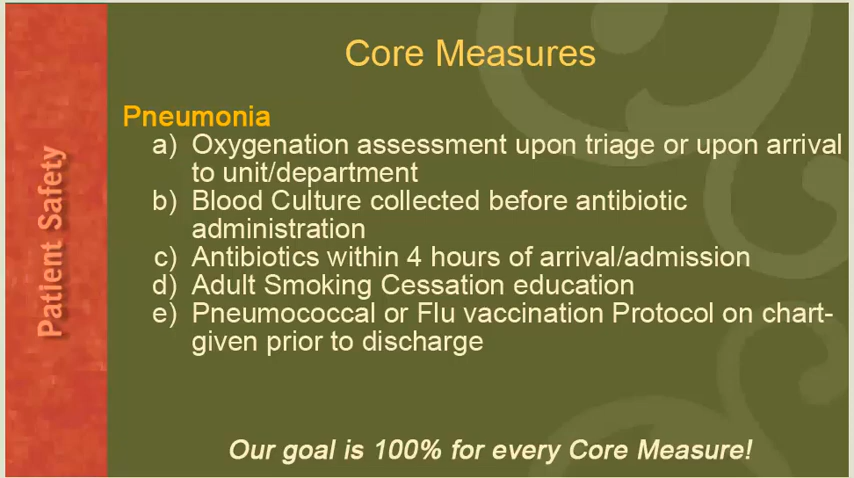 Core Measures
Patient Safety
Pneumonia
a) Oxygenation assessment upon triage or upon arrival
to unit/department
b) Blood Culture collected before antibiotic
administration
c) Antibiotics within 4 hours of arrival/admission
d) Adult Smoking Cessation education
e) Pneumococcal or Flu vaccination Protocol on chart-
given prior to discharge
Our goal is 100% for every Core Measure!